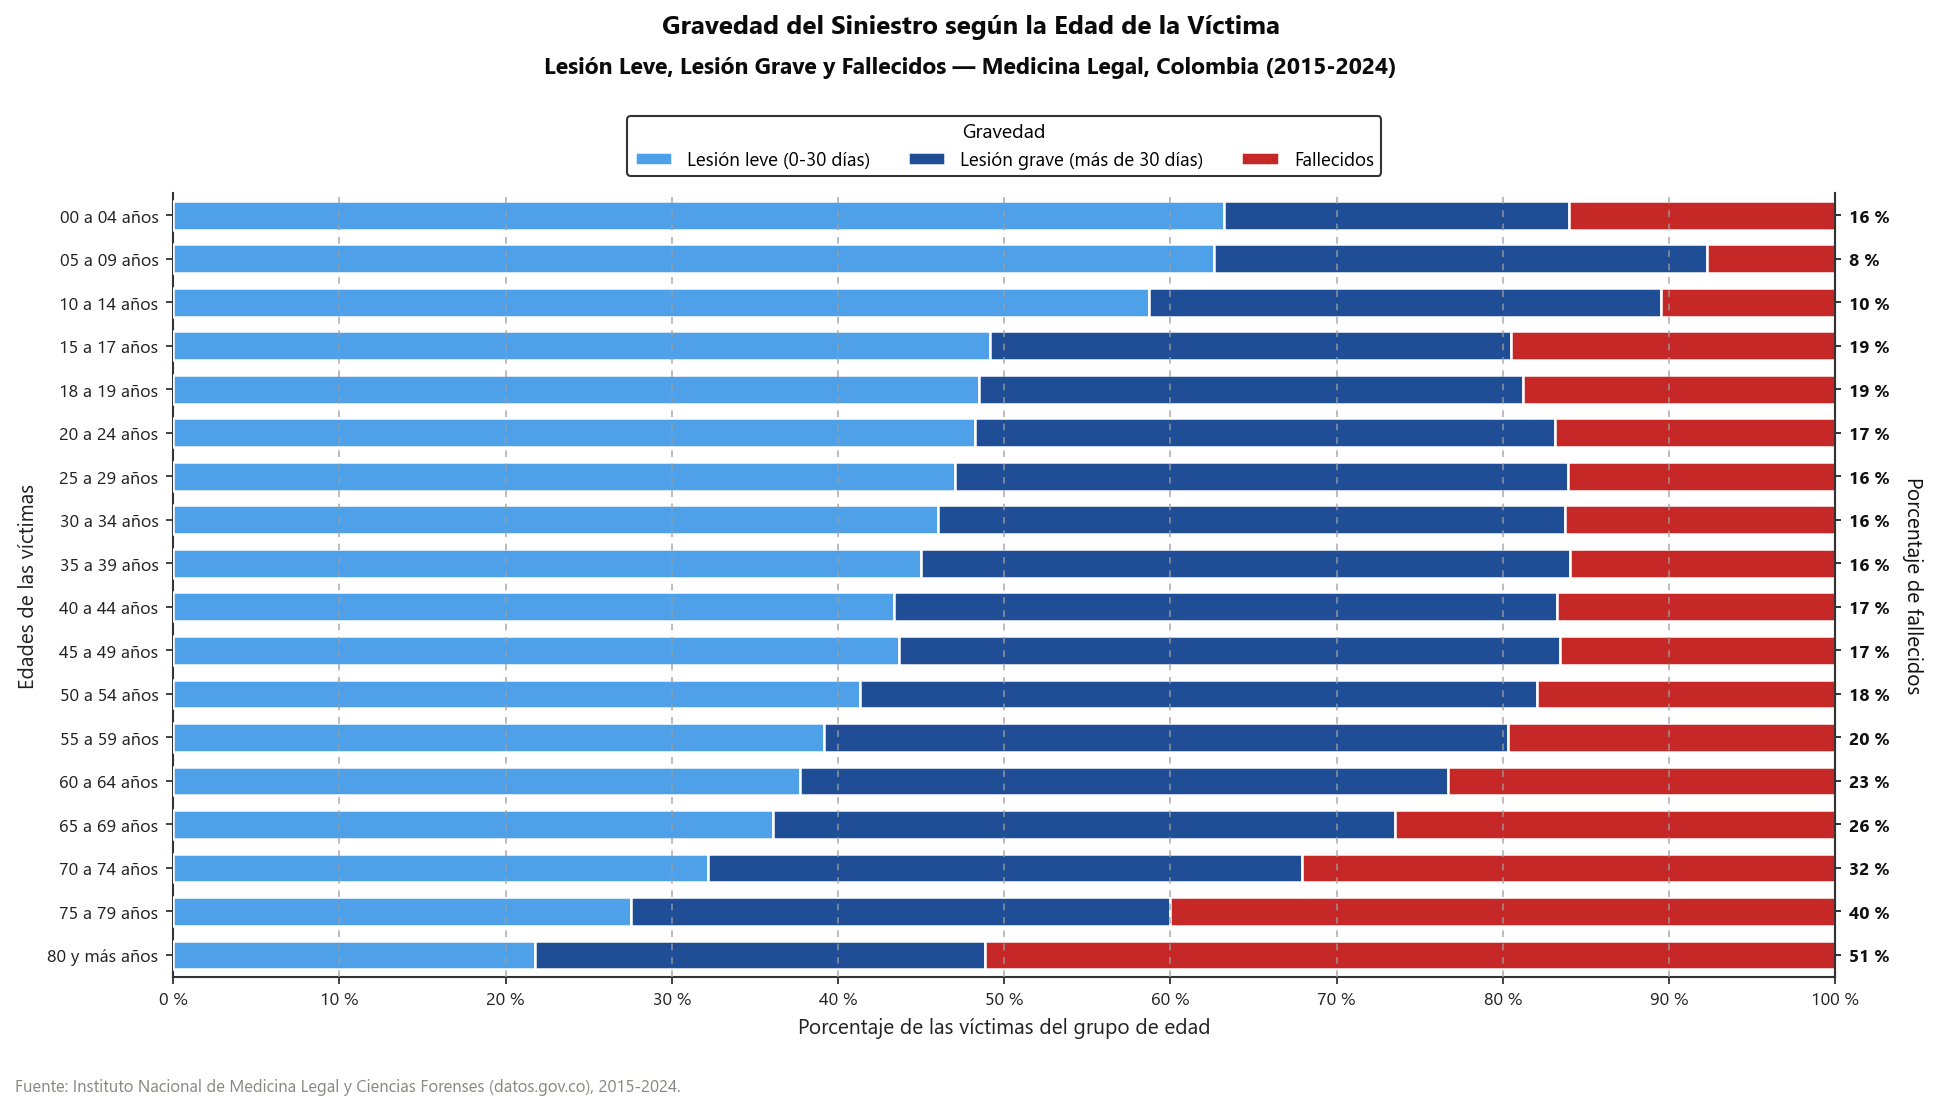 Gravedad del Siniestro según la Edad de la Víctima
Lesión Leve, Lesión Grave y Fallecidos — Medicina Legal, Colombia (2015-2024)
Gravedad
Lesión leve (0-30 días) Lesión grave (más de 30 días) Fallecidos
00 a 04 años 16 %
05 a 09 años 8 %
10 a 14 años 10 %
15 a 17 años 19 %
18 a 19 años 19 %
20 a 24 años 17 %
25 a 29 años 16 %
30 a 34 años 16 %
35 a 39 años 16 %
40 a 44 años 17 %
45 a 49 años 17 %
50 a 54 años 18 %
55 a 59 años 20 %
60 a 64 años 23 %
65 a 69 años 26 %
70 a 74 años 32 %
75 a 79 años 40 %
80 y más años 51 %
Edades de las víctimas
Porcentaje de fallecidos
0 % 10 % 20 % 30 % 40 % 50 % 60 % 70 % 80 % 90 % 100 %
Porcentaje de las víctimas del grupo de edad
Fuente: Instituto Nacional de Medicina Legal y Ciencias Forenses (datos.gov.co), 2015-2024.